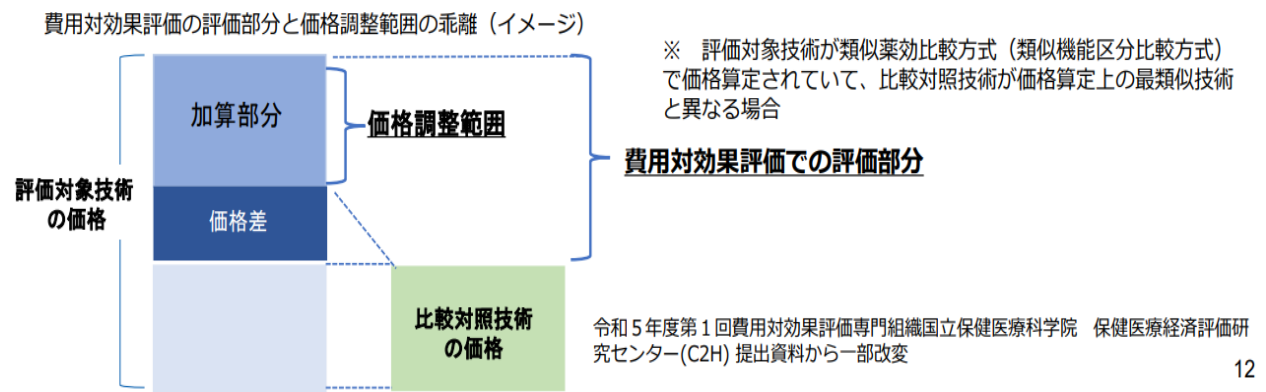 費用対効果評価の評価部分と価格調整範囲の乖離（イメージ）
※　評価対象技術が類似薬効比較方式（類似機能区分比較方式）
で価格算定されていて、比較対照技術が価格算定上の最類似技術
と異なる場合
加算部分
価格調整範囲
費用対効果評価での評価部分
評価対象技術
の価格
価格差
比較対照技術
の価格
令和５年度第１回費用対効果評価専門組織国立保健医療科学院　保健医療経済評価研
究センター(C2H) 提出資料から一部改変
12